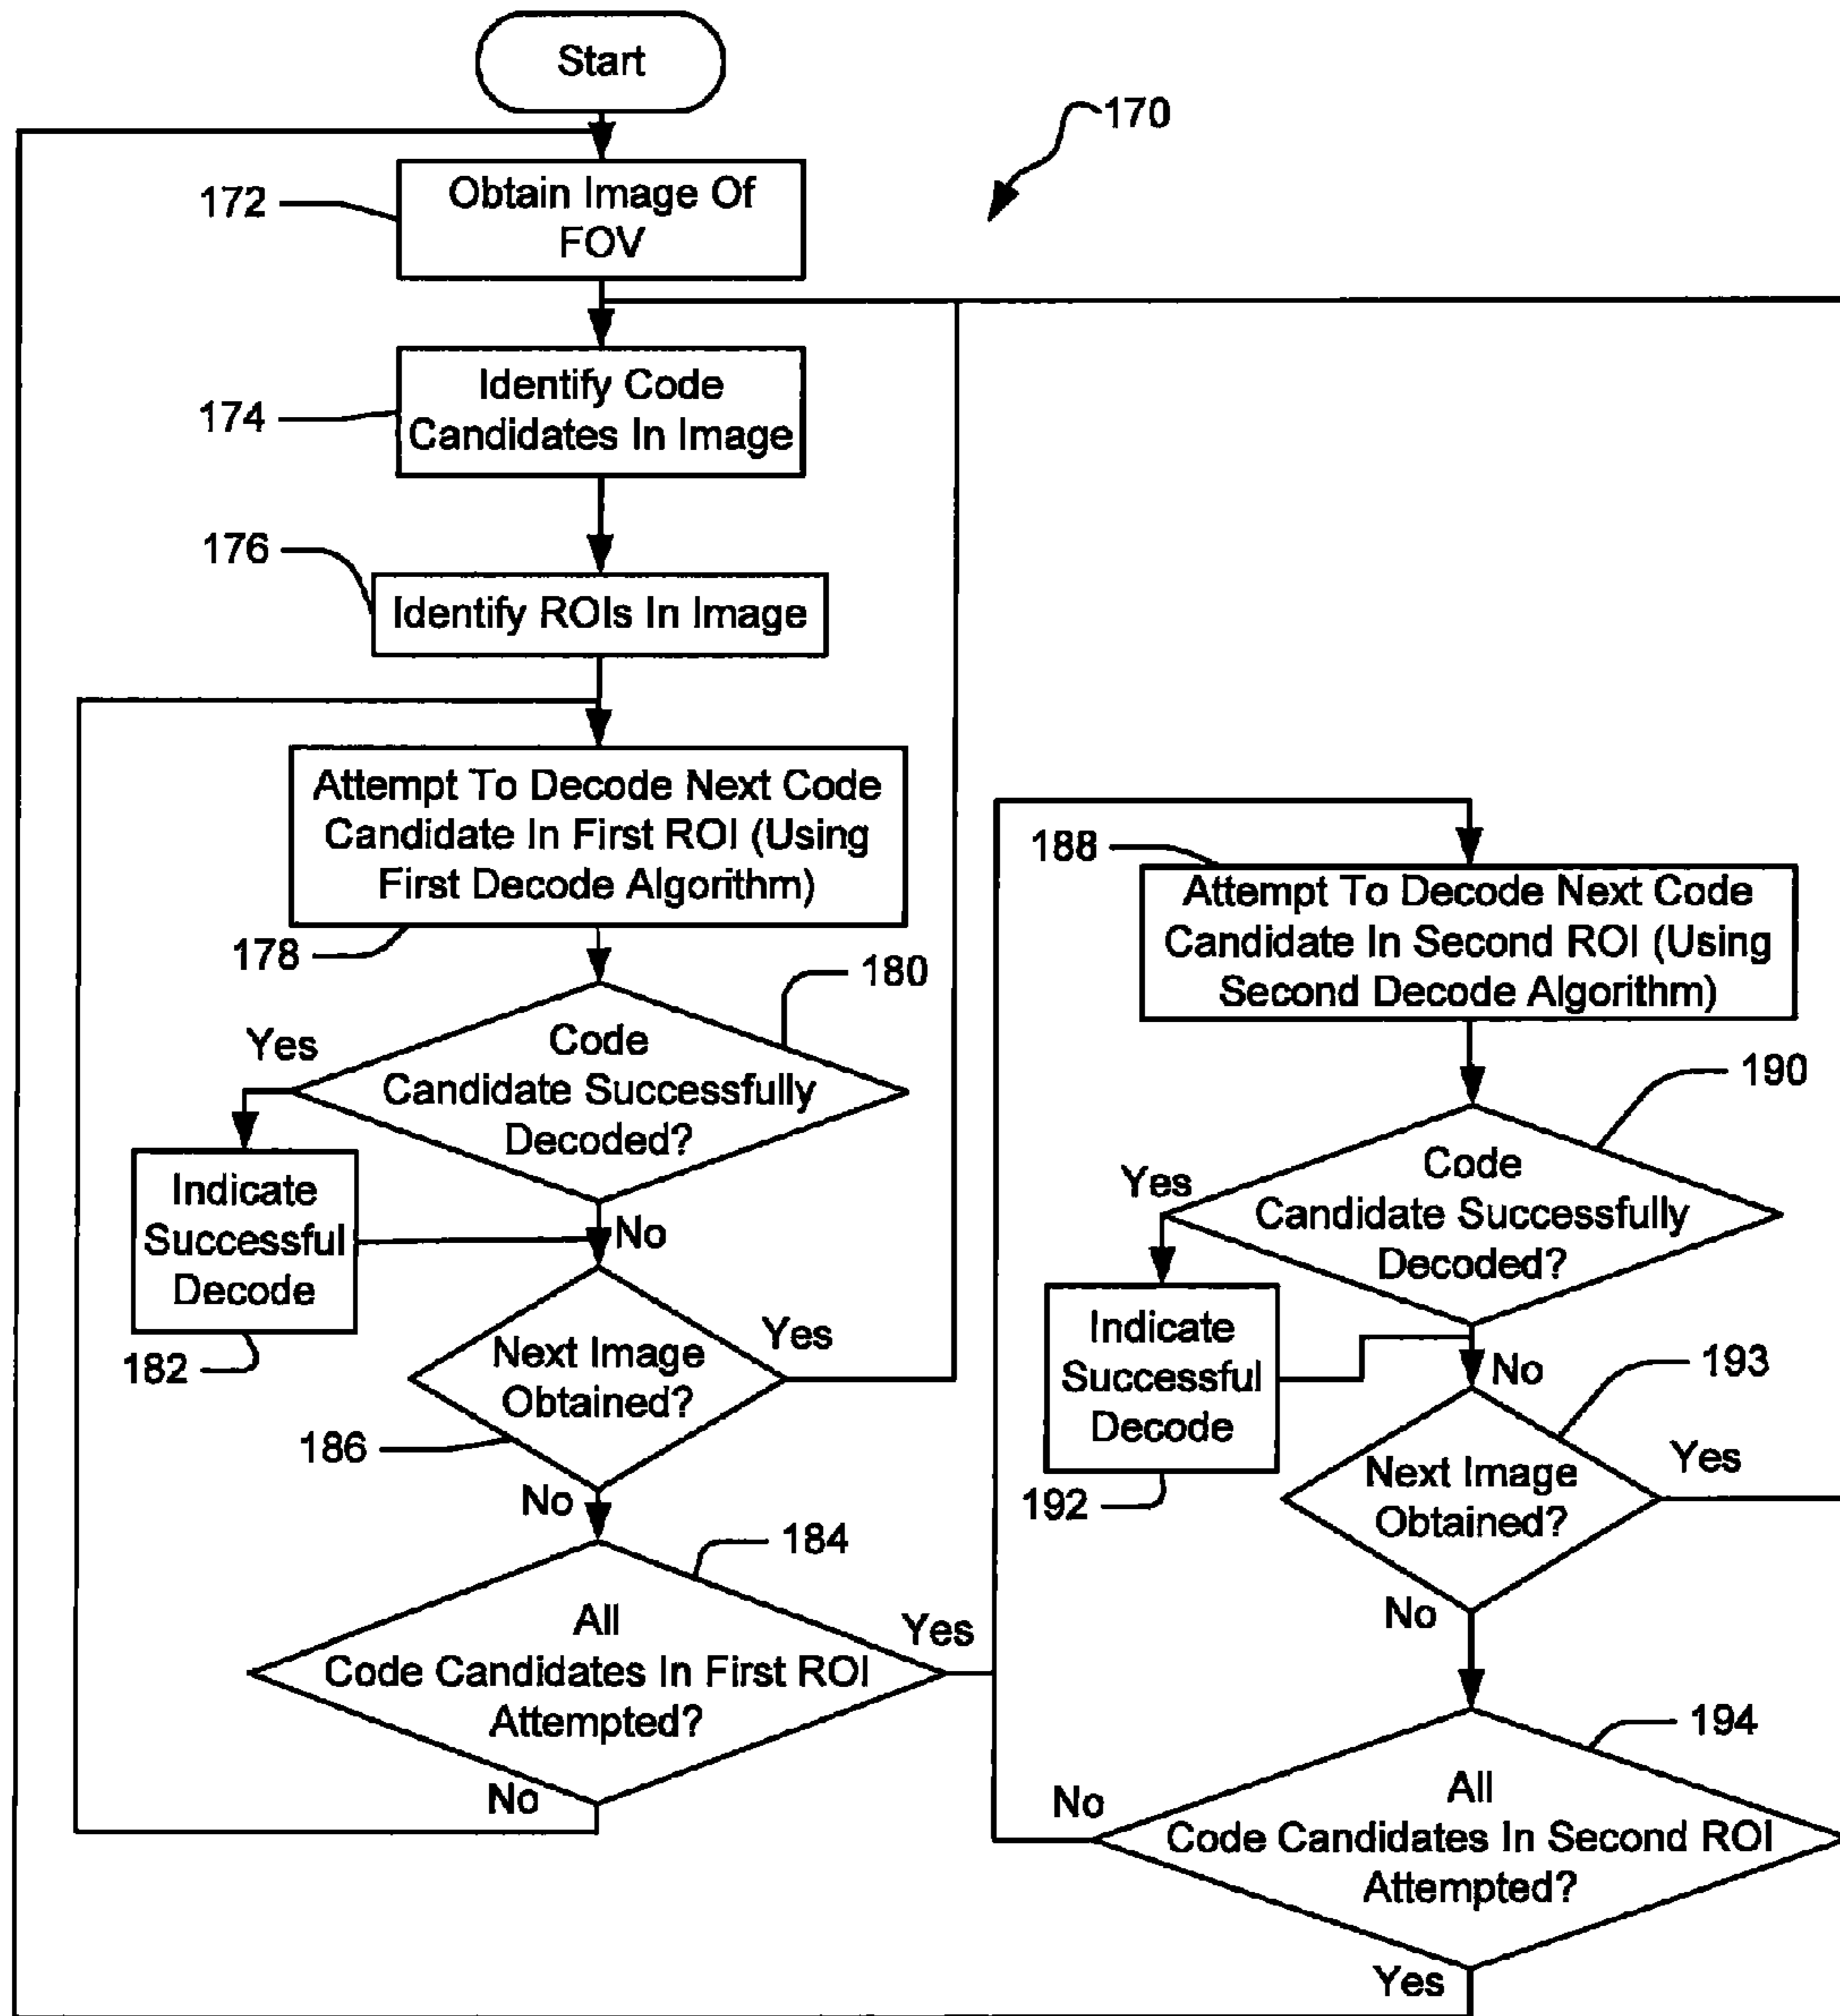 Start
170
172
Obtain Image Of
FOV
174
Identify Code
Candidates In Image
176
Identify ROIs In Image
Attempt To Decode Next Code
Candidate In First ROI (Using
First Decode Algorithm)
178
180
Yes
Code
Candidate Successfully
Decoded?
Indicate
Successful
Decode
182
No
Next Image
Obtained?
Yes
186
No
184
All
Code Candidates In First ROI
Attempted?
Yes
No
188
Attempt To Decode Next Code
Candidate In Second ROI (Using
Second Decode Algorithm)
190
Yes
Code
Candidate Successfully
Decoded?
Indicate
Successful
Decode
192
No
193
Next Image
Obtained?
Yes
No
194
All
Code Candidates In Second ROI
Attempted?
No
Yes